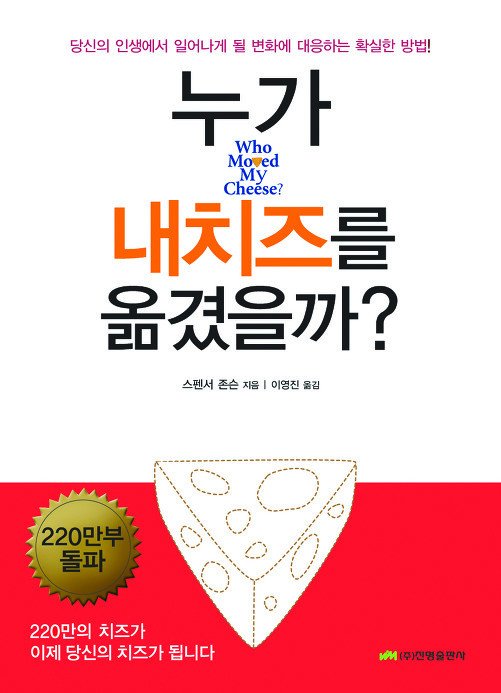 당신의 인생에서 일어나게 될 변화에 대응하는 확실한 방법!
누가
Who
Moved
My
Cheese?
내치즈를
옮겼을까?
스펜서 존슨 지음 | 이영진 옮김
220만부
돌파
220만의 치즈가
이제 당신의 치즈가 됩니다
(주)진명출판사